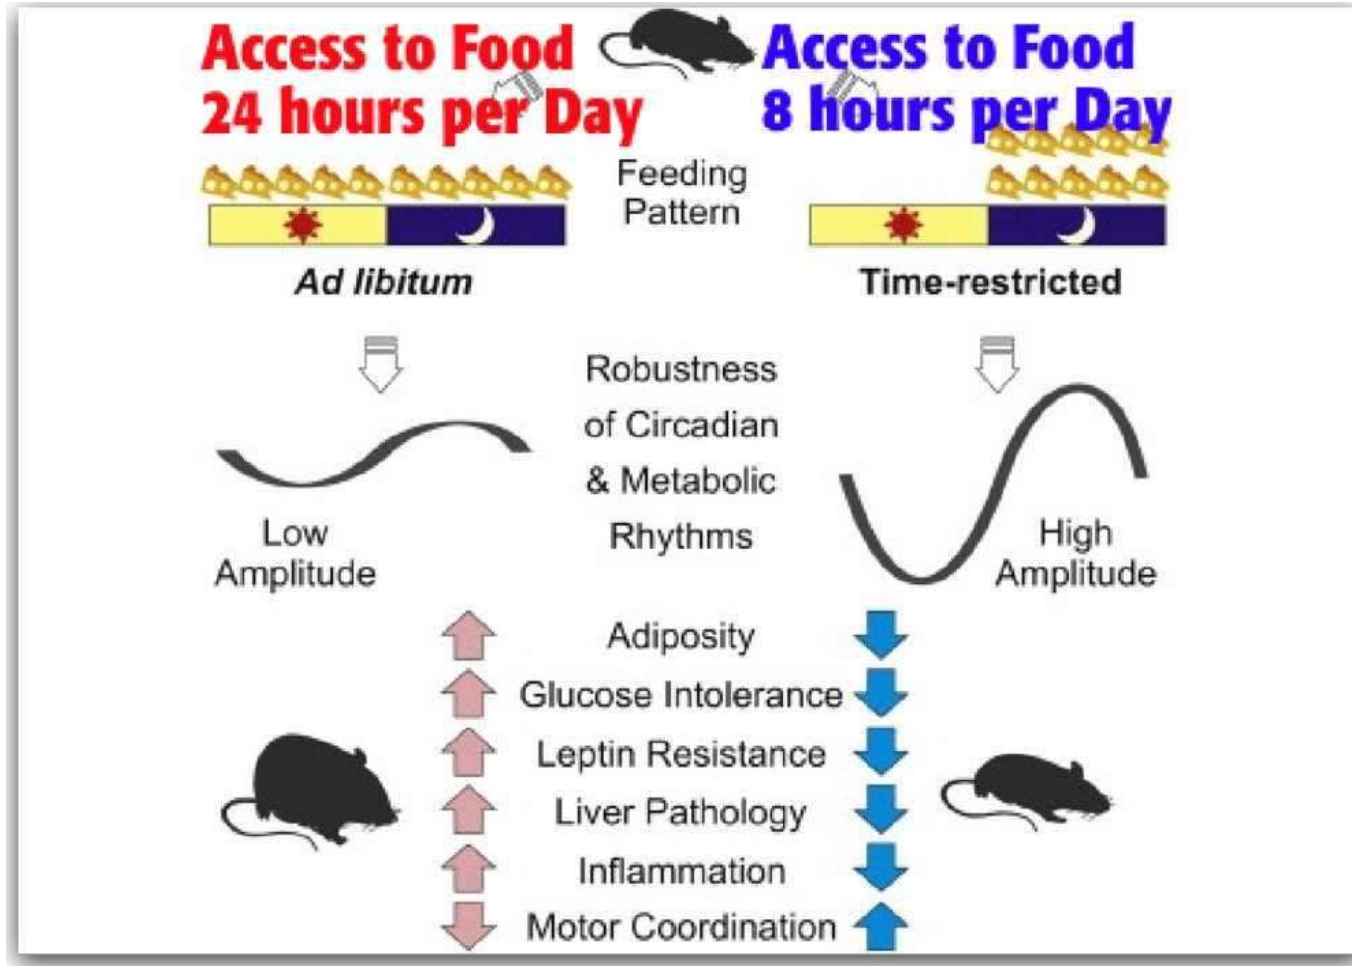 Access to Food
24 hours per Day
Access to Food
8 hours per Day
Feeding
Pattern
Ad libitum
Time-restricted
Robustness
of Circadian
& Metabolic
Rhythms
Low
Amplitude
High
Amplitude
Adiposity
Glucose Intolerance
Leptin Resistance
Liver Pathology
Inflammation
Motor Coordination